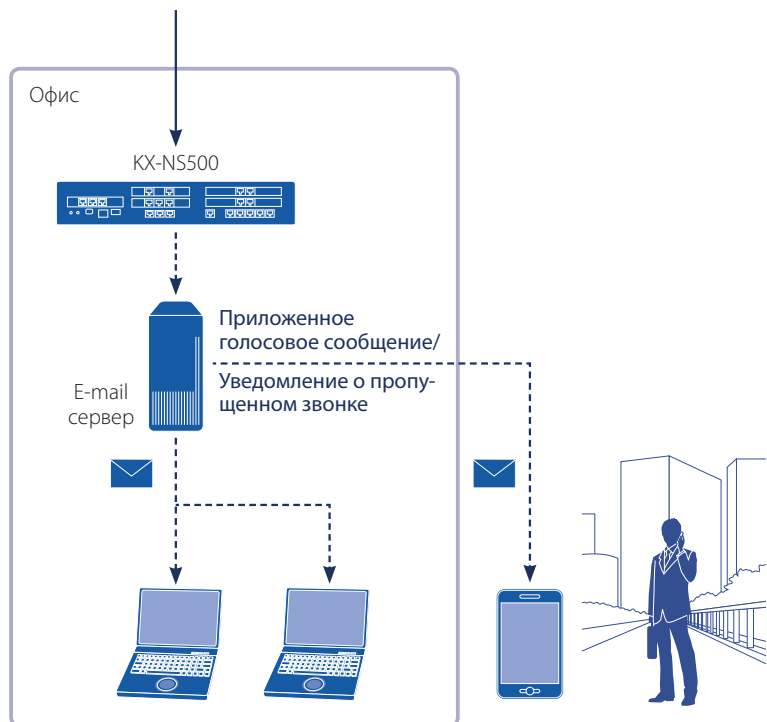 Офис
KX-NS500
Приложенное
голосовое сообщение/
Уведомление о пропу-
щенном звонке
E-mail
сервер